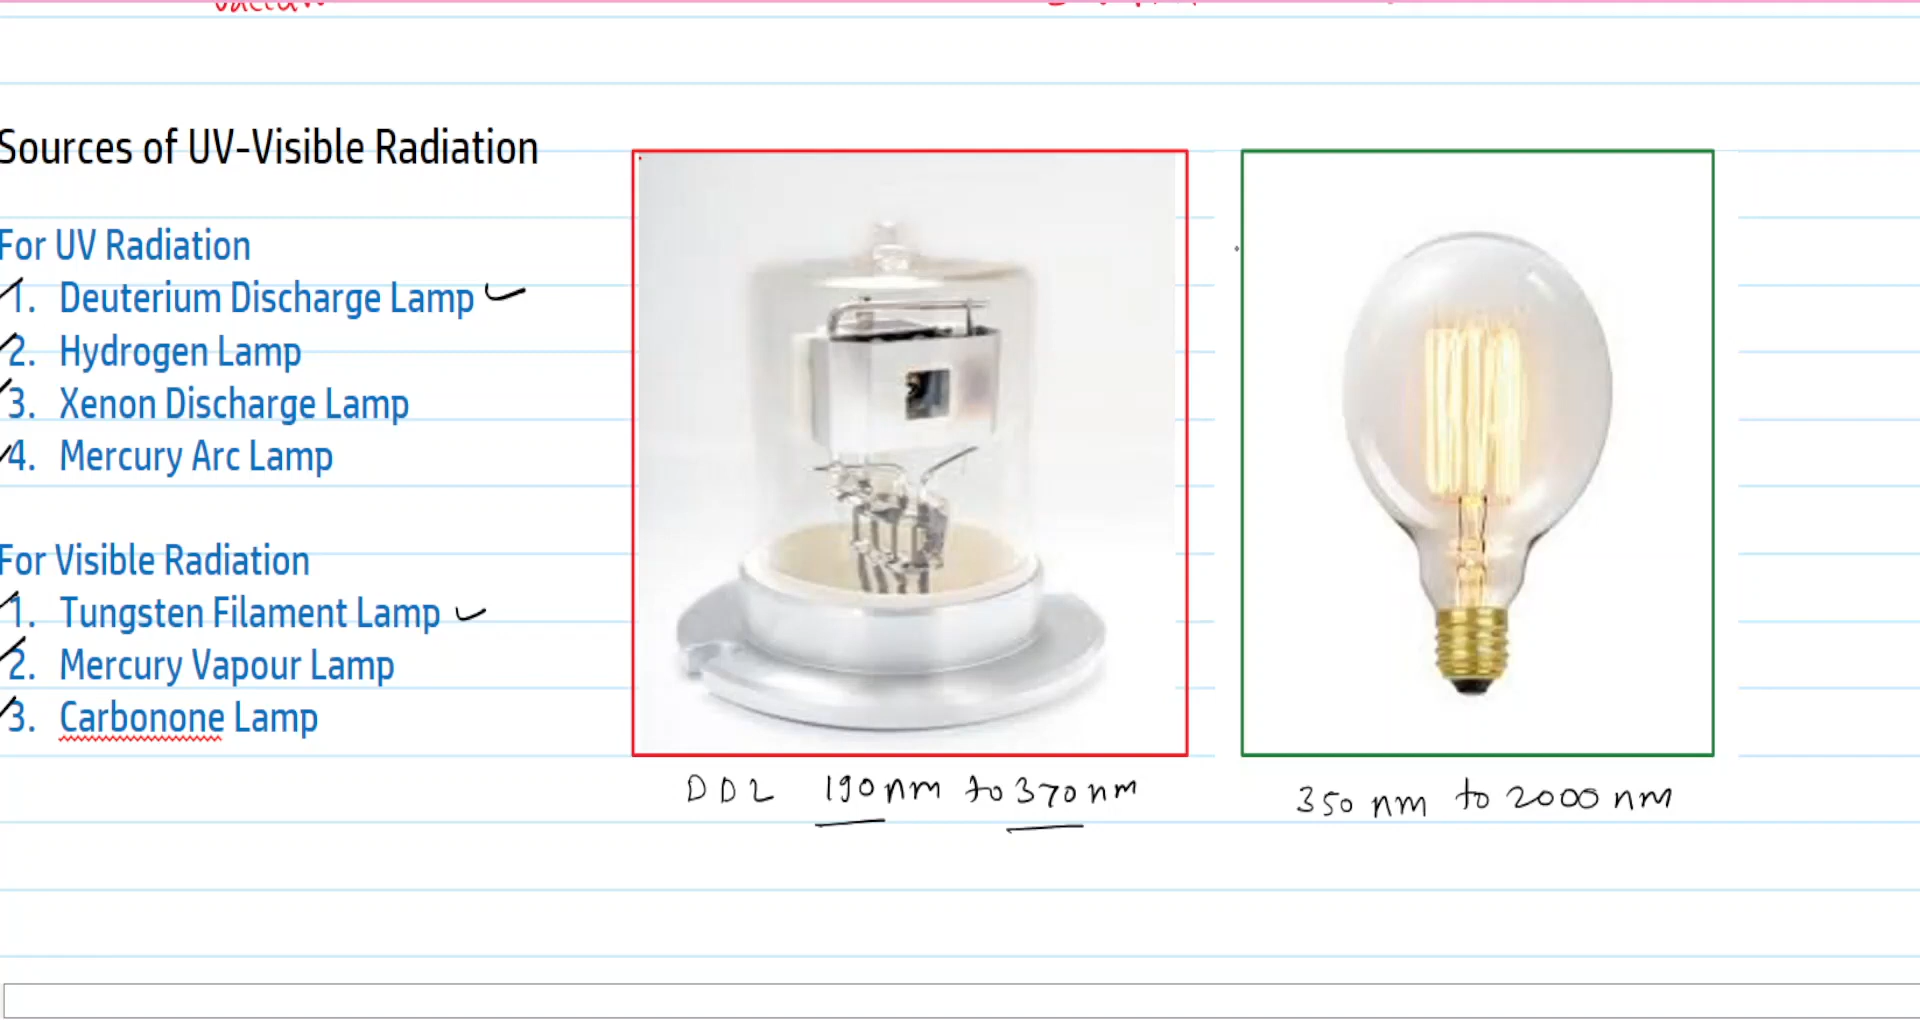 Sources of UV-Visible Radiation
For UV Radiation
1. Deuterium Discharge Lamp
2. Hydrogen Lamp
3. Xenon Discharge Lamp
4. Mercury Arc Lamp
For Visible Radiation
1. Tungsten Filament Lamp
2. Mercury Vapour Lamp
3. Carbonone Lamp
DDL 190nm to 370nm
350 nm to 2000 nm